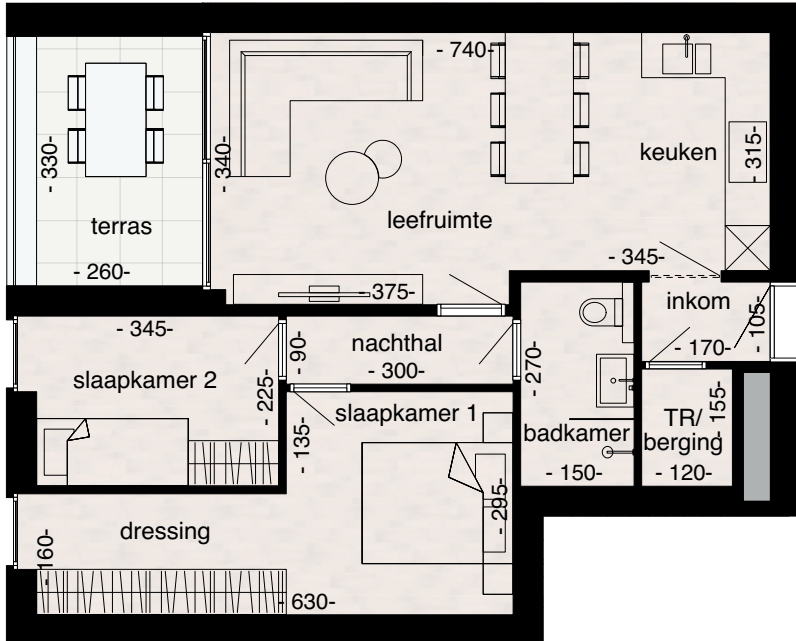 - 740-
- 330-
- 340-
- 315-
keuken
terras
leefruimte
- 260-
- 345-
- 375-
inkom
- 105-
- 345-
- 90-
nachthal
- 300-
- 270-
- 170-
slaapkamer 2
- 225-
slaapkamer 1
- 135-
badkamer
TR/
berging
- 155-
- 150-
- 120-
dressing
- 295-
- 160-
- 630-